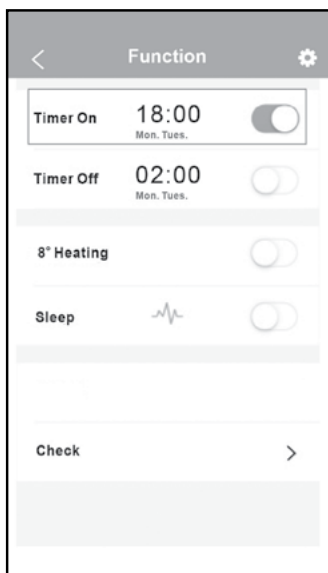 Function
Timer On 18:00
Mon. Tues.
Timer Off 02:00
Mon. Tues.
8° Heating
Sleep
Check